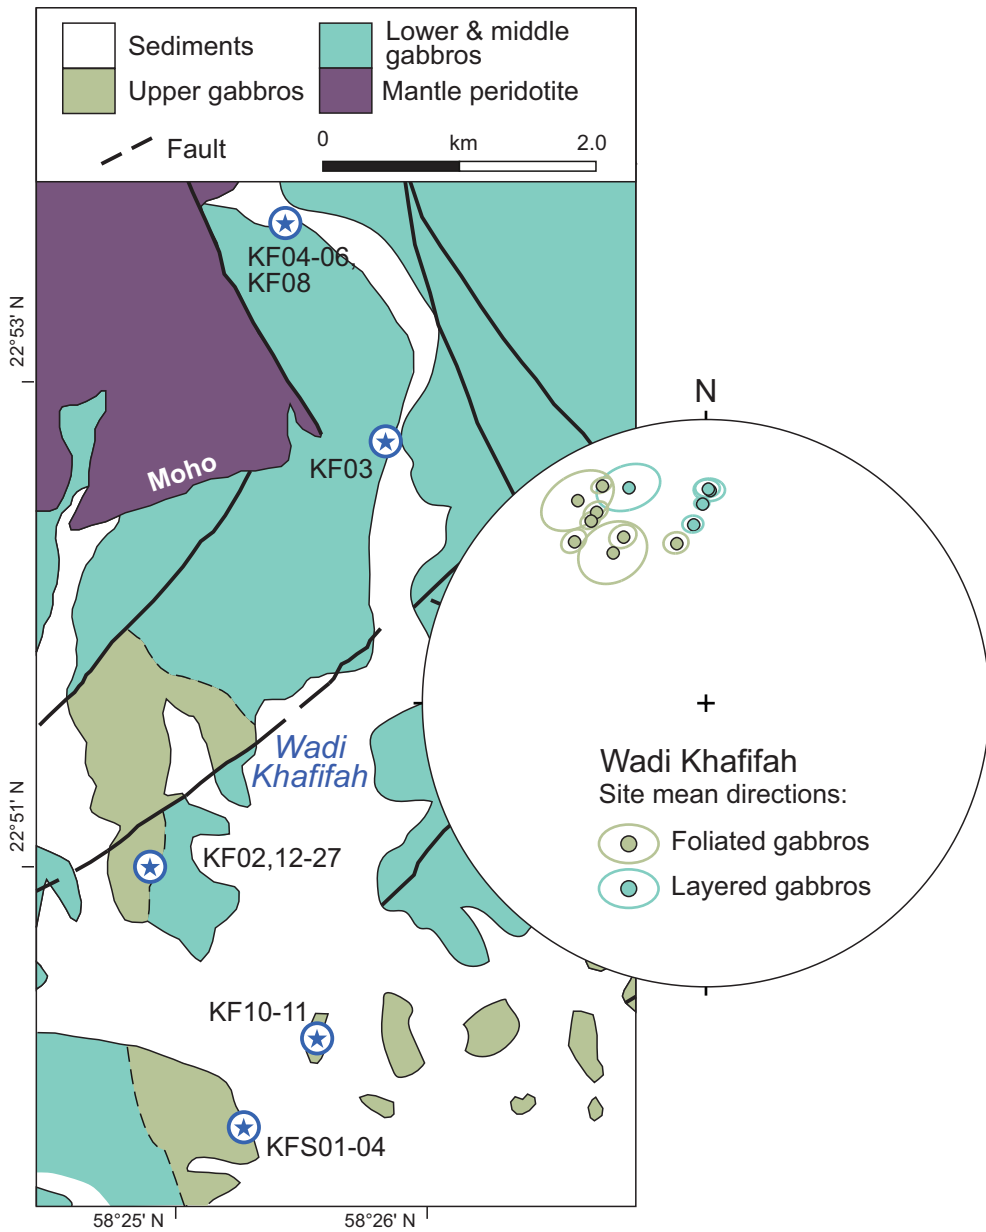 Sediments
Lower & middle
gabbros
Upper gabbros
Mantle peridotite
Fault
0 km 2.0
KF04-06,
KF08
22°53' N
KF03
Moho
N
Wadi
Khafifah
Wadi Khafifah
Site mean directions:
Foliated gabbros
Layered gabbros
22°51' N
KF02,12-27
KF10-11
KFS01-04
58°25' N
58°26' N